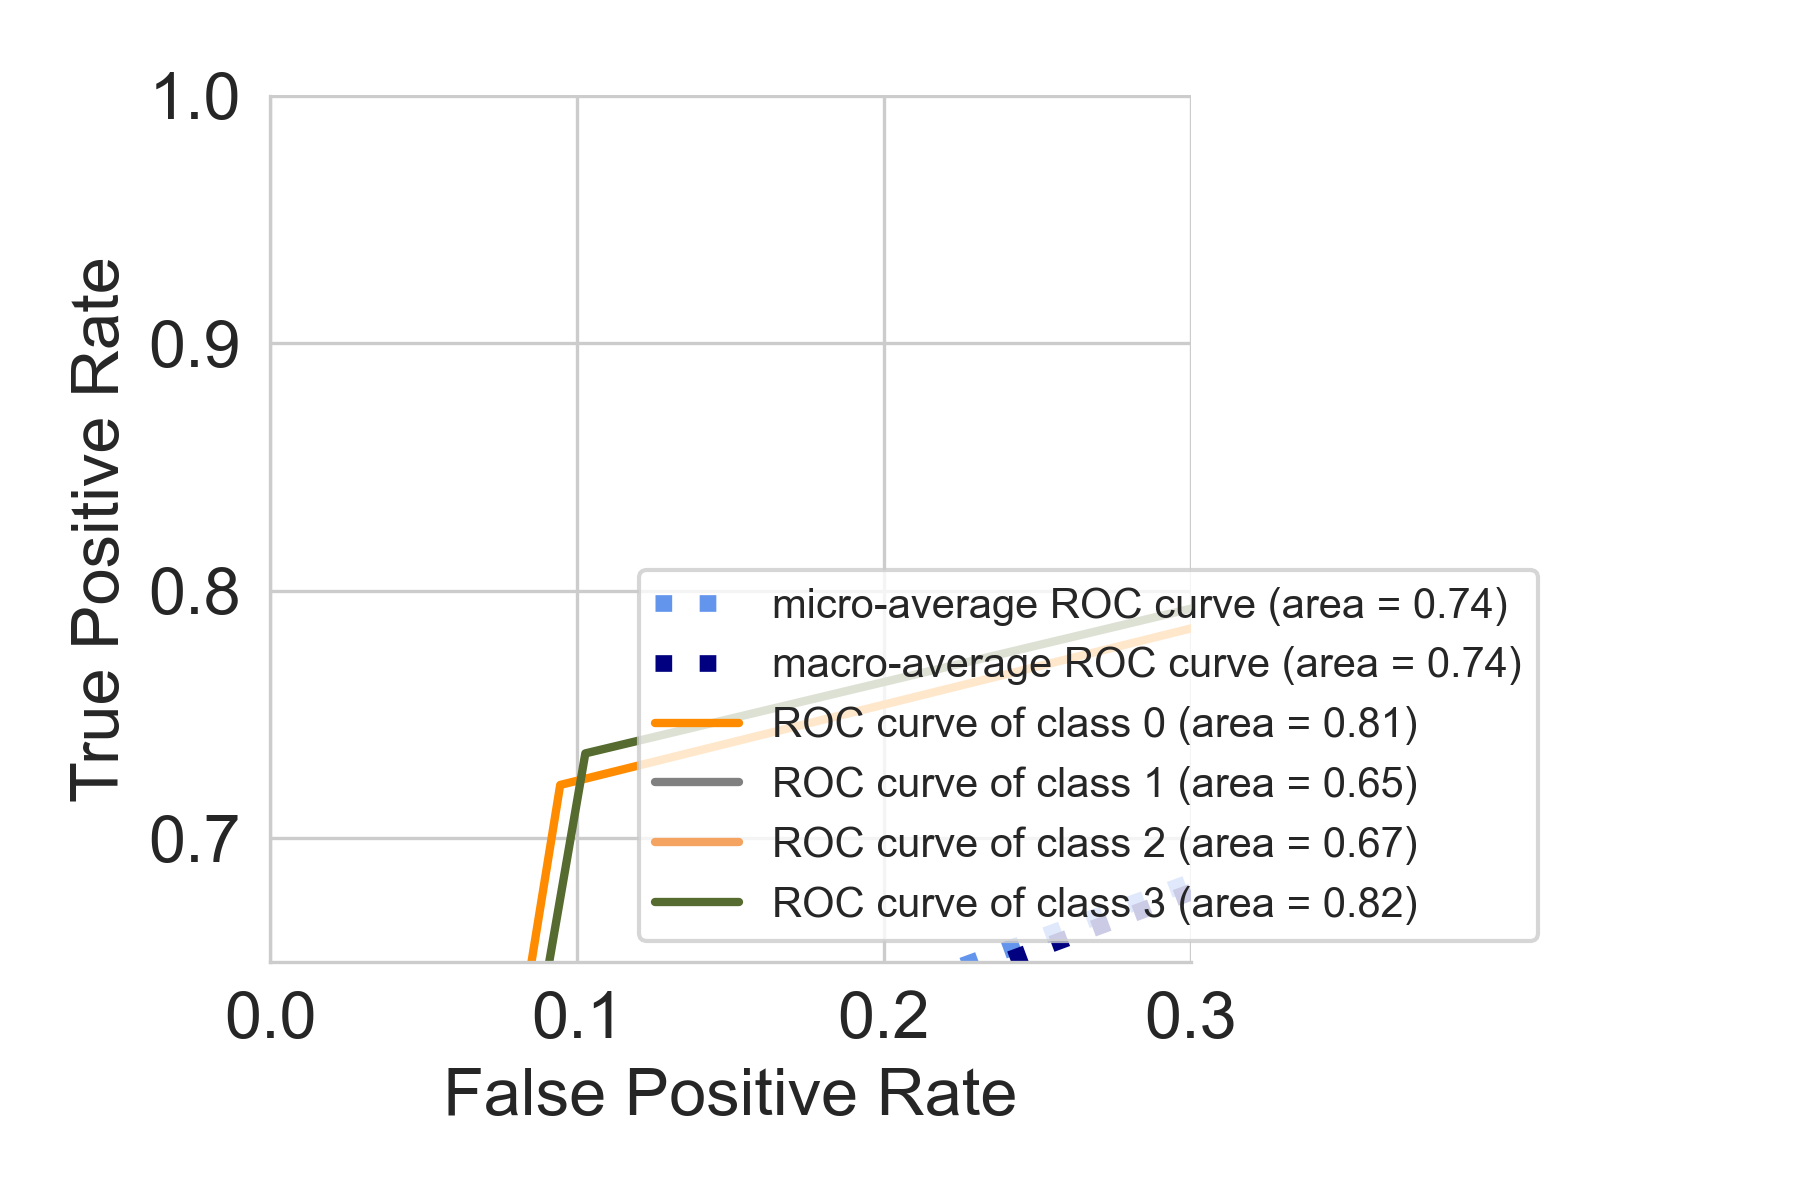 1.0
0.9
0.8
0.7
True Positive Rate
micro-average ROC curve (area = 0.74)
macro-average ROC curve (area = 0.74)
ROC curve of class 0 (area = 0.81)
ROC curve of class 1 (area = 0.65)
ROC curve of class 2 (area = 0.67)
ROC curve of class 3 (area = 0.82)
0.0 0.1 0.2 0.3
False Positive Rate